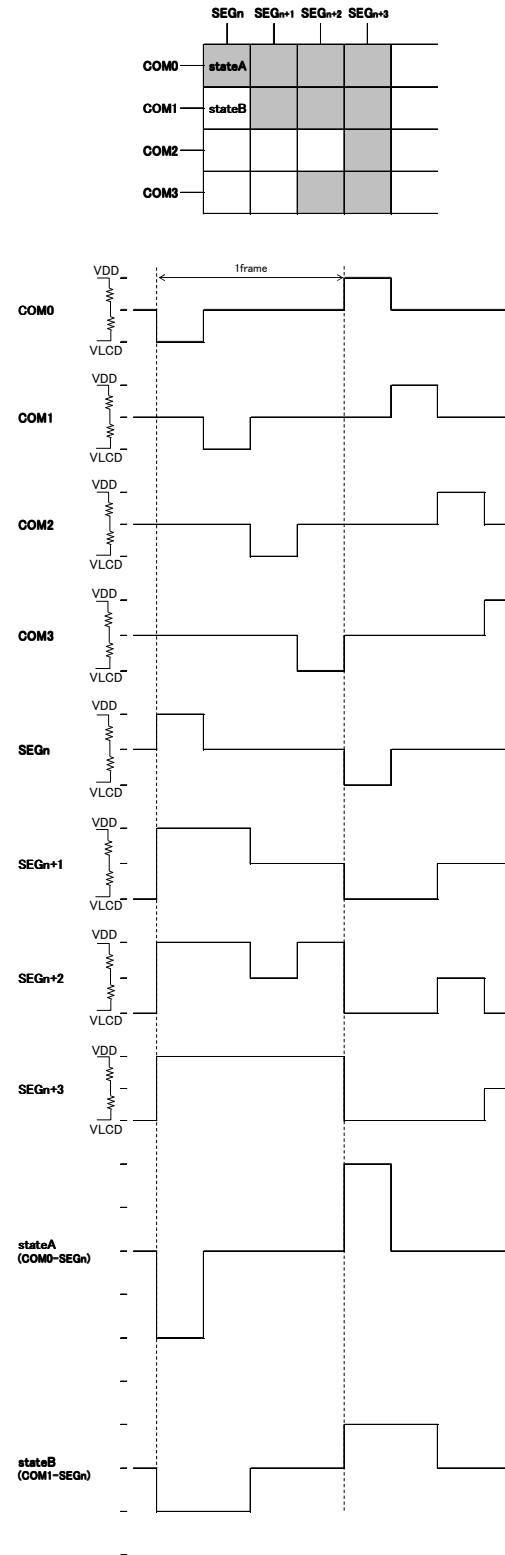 SEGn SEGn+1 SEGn+2 SEGn+3
COM0 stateA
COM1 stateB
COM2
COM3
VDD
1frame
COM0
VLCD
VDD
COM1
VLCD
VDD
COM2
VLCD
VDD
COM3
VLCD
VDD
SEGn
VLCD
VDD
SEGn+1
VLCD
VDD
SEGn+2
VLCD
VDD
SEGn+3
VLCD
stateA
(COM0-SEGn)
stateB
(COM1-SEGn)